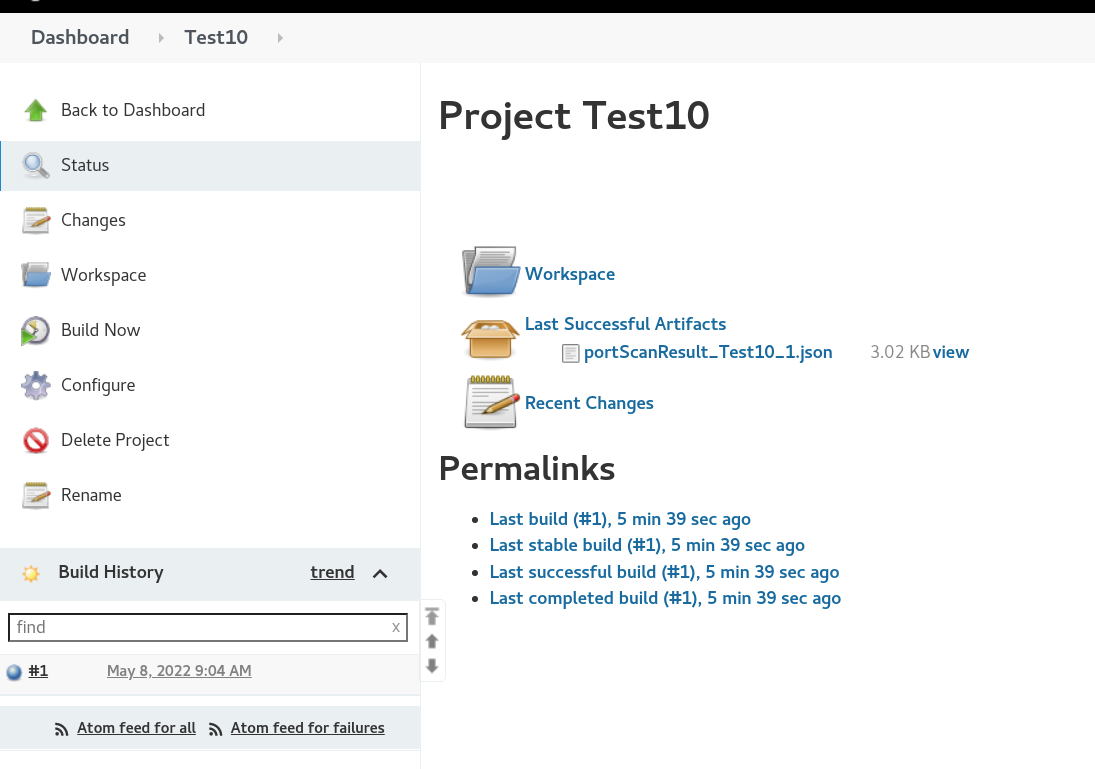 Dashboard Test10
Back to Dashboard
Status
Changes
Workspace
Build Now
Configure
Delete Project
Rename
Build History trend
find x
#1 May 8, 2022 9:04 AM
Atom feed for all Atom feed for failures
Project Test10
Workspace
Last Successful Artifacts
portScanResult_Test10_1.json 3.02 KB view
Recent Changes
Permalinks
Last build (#1), 5 min 39 sec ago
Last stable build (#1), 5 min 39 sec ago
Last successful build (#1), 5 min 39 sec ago
Last completed build (#1), 5 min 39 sec ago